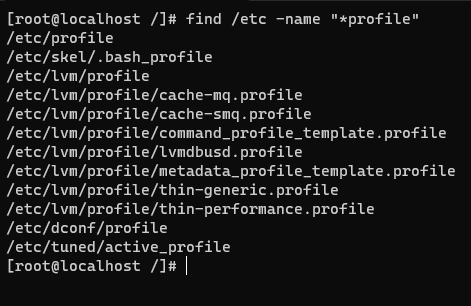 [root@localhost /]# find /etc -name "*profile"
/etc/profile
/etc/skel/.bash_profile
/etc/lvm/profile
/etc/lvm/profile/cache-mq.profile
/etc/lvm/profile/cache-smq.profile
/etc/lvm/profile/command_profile_template.profile
/etc/lvm/profile/lvmdbusd.profile
/etc/lvm/profile/metadata_profile_template.profile
/etc/lvm/profile/thin-generic.profile
/etc/lvm/profile/thin-performance.profile
/etc/dconf/profile
/etc/tuned/active_profile
[root@localhost /]#